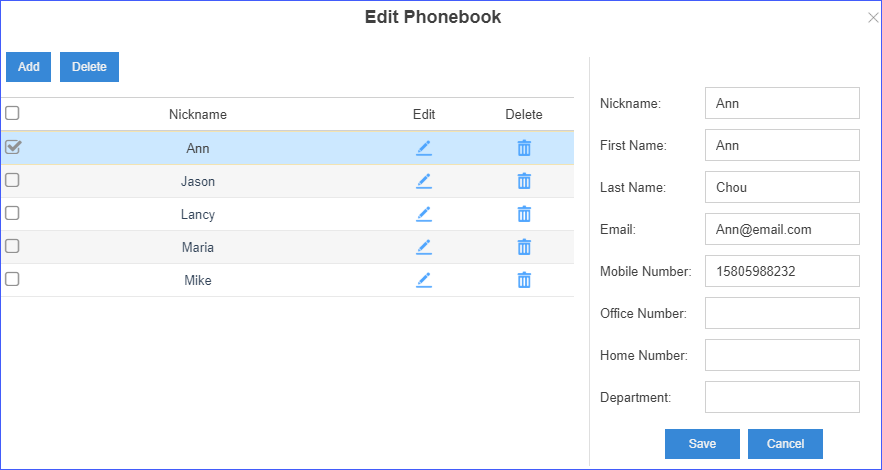 Edit Phonebook
Add Delete
Nickname Edit Delete
Ann
Jason
Lancy
Maria
Mike
Nickname: Ann
First Name: Ann
Last Name: Chou
Email: Ann@email.com
Mobile Number: 15805988232
Office Number:
Home Number:
Department:
Save Cancel